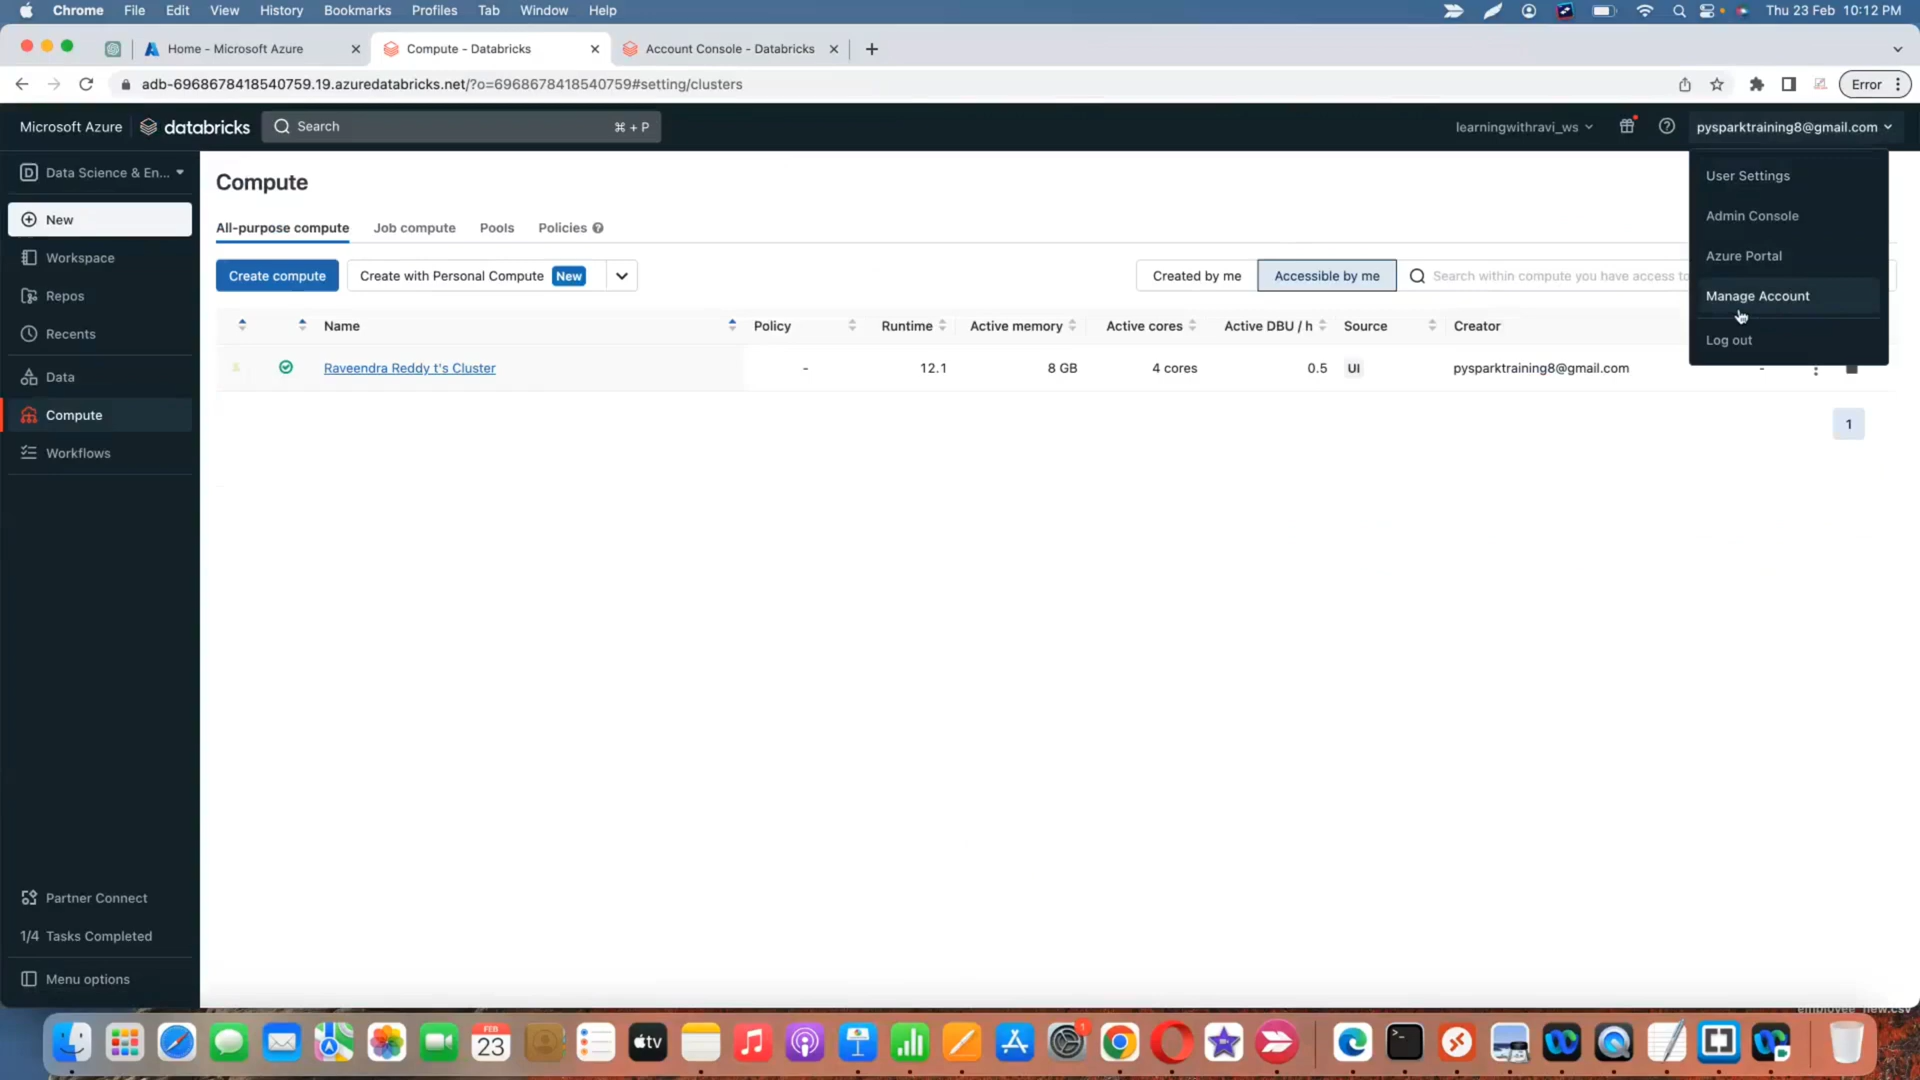 Chrome File Edit View History Bookmarks Profiles Tab Window Help Thu 23 Feb 10:12 PM
Home - Microsoft Azure Compute - Databricks Account Console - Databricks
adb-6968678418540759.19.azuredatabricks.net/?o=6968678418540759#setting/clusters Error
Microsoft Azure databricks Search ⌘ + P learningwithravi_ws pysparktraining8@gmail.com
D Data Science & En...
New
Workspace
Repos
Recents
Data
Compute
Workflows
Partner Connect
1/4 Tasks Completed
Menu options
Compute
All-purpose compute Job compute Pools Policies
Create compute Create with Personal Compute New Created by me Accessible by me Search within compute you have access to
Name Policy Runtime Active memory Active cores Active DBU / h Source Creator
Raveendra Reddy t's Cluster - 12.1 8 GB 4 cores 0.5 UI pysparktraining8@gmail.com -
1
User Settings
Admin Console
Azure Portal
Manage Account
Log out
employee_new.csv
FEB
23
tv
1